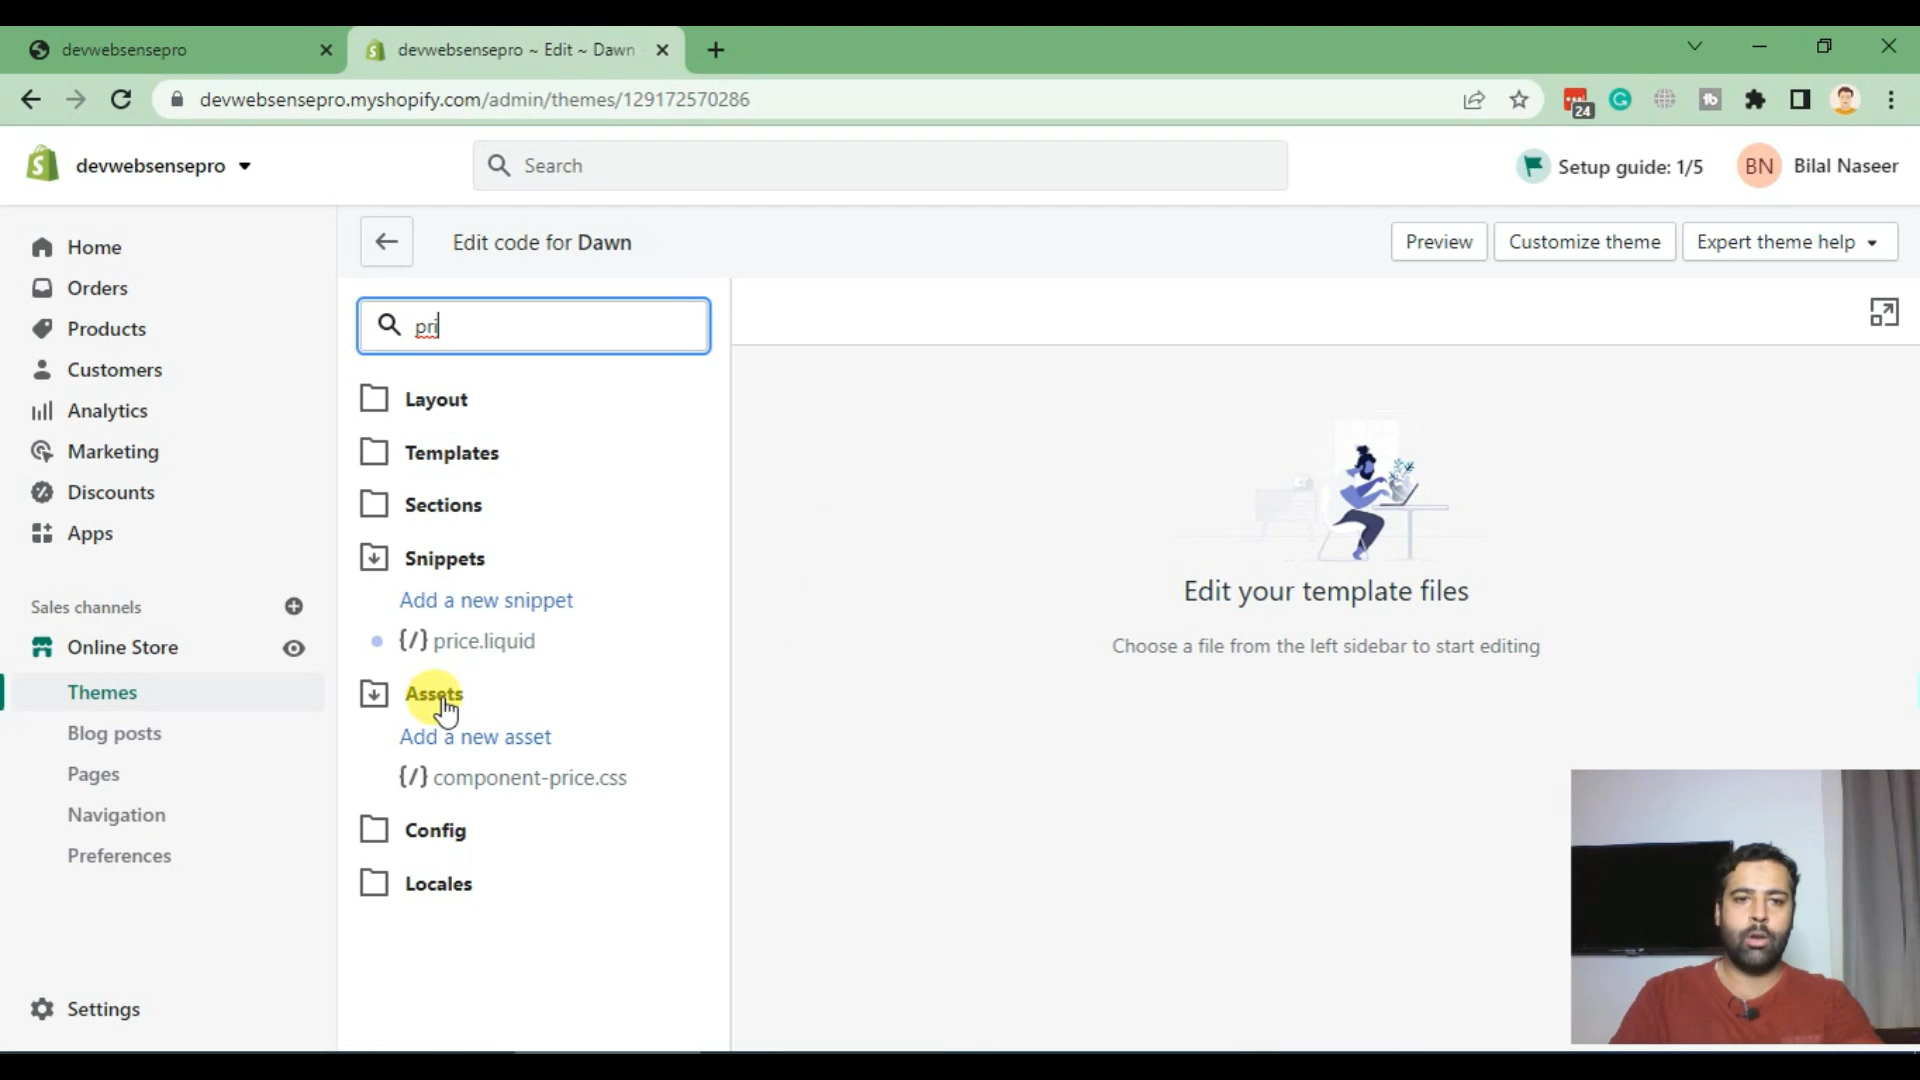 devwebsensepro
devwebsensepro ~ Edit ~ Dawn
devwebsensepro.myshopify.com/admin/themes/129172570286
24
devwebsensepro
Search
Setup guide: 1/5
BN
Bilal Naseer
Home
Orders
Products
Customers
Analytics
Marketing
Discounts
Apps
Sales channels
Online Store
Themes
Blog posts
Pages
Navigation
Preferences
Settings
Edit code for Dawn
Preview
Customize theme
Expert theme help
pri
Layout
Templates
Sections
Snippets
Add a new snippet
{/} price.liquid
Assets
Add a new asset
{/} component-price.css
Config
Locales
Edit your template files
Choose a file from the left sidebar to start editing